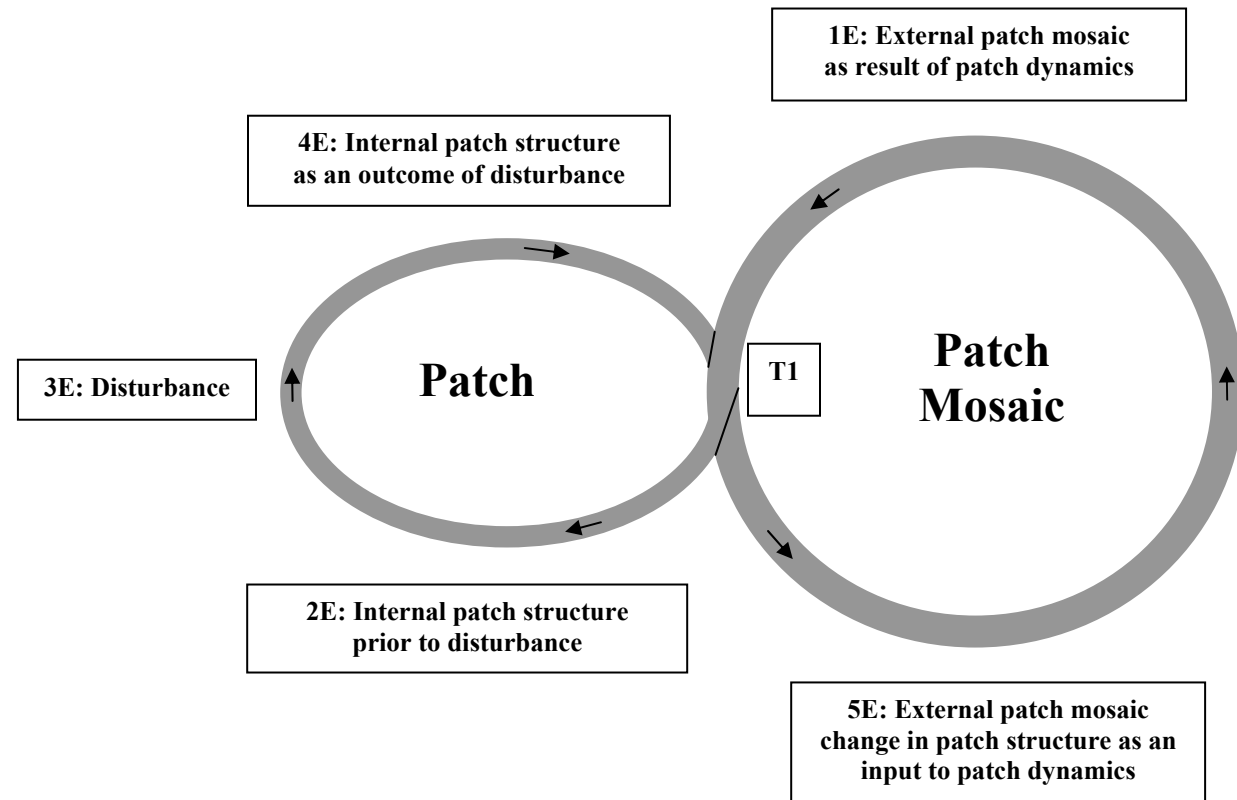 1E: External patch mosaic
as result of patch dynamics
4E: Internal patch structure
as an outcome of disturbance
Patch
Patch
Mosaic
T1
3E: Disturbance
2E: Internal patch structure
prior to disturbance
5E: External patch mosaic
change in patch structure as an
input to patch dynamics